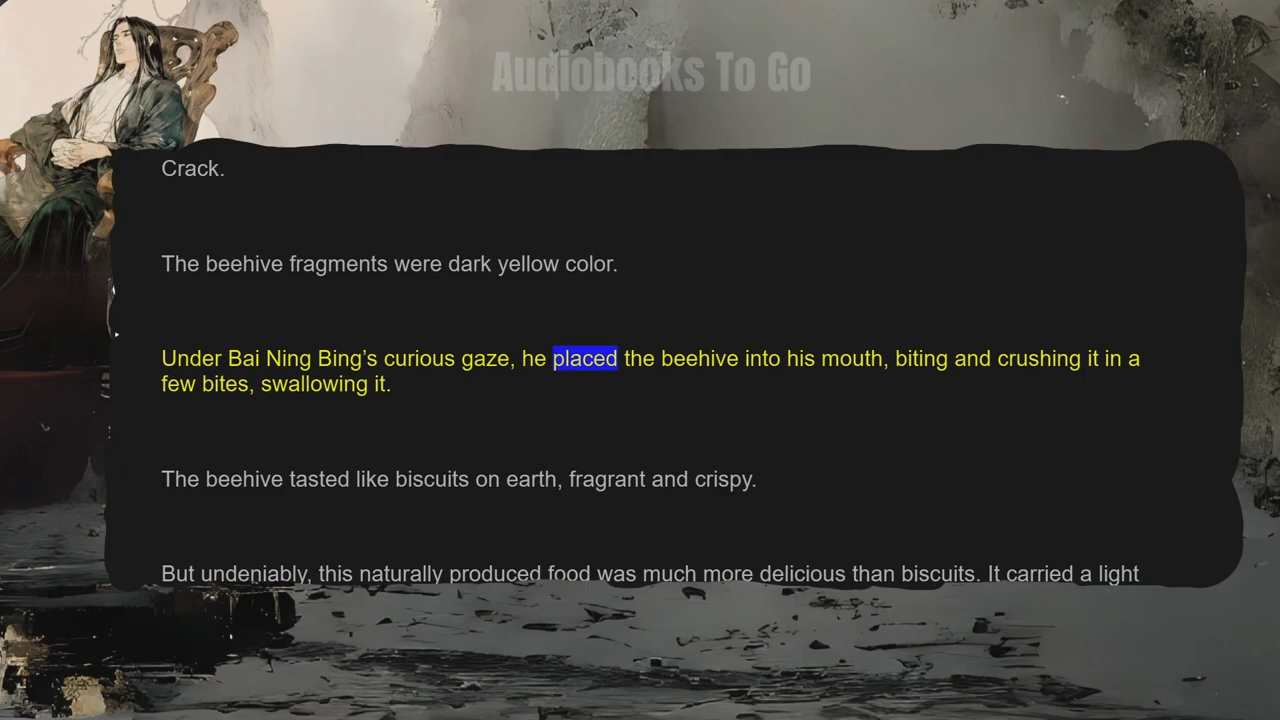 Audiobooks To Go
Crack.
The beehive fragments were dark yellow color.
Under Bai Ning Bing’s curious gaze, he placed the beehive into his mouth, biting and crushing it in a
few bites, swallowing it.
The beehive tasted like biscuits on earth, fragrant and crispy.
But undeniably, this naturally produced food was much more delicious than biscuits. It carried a light